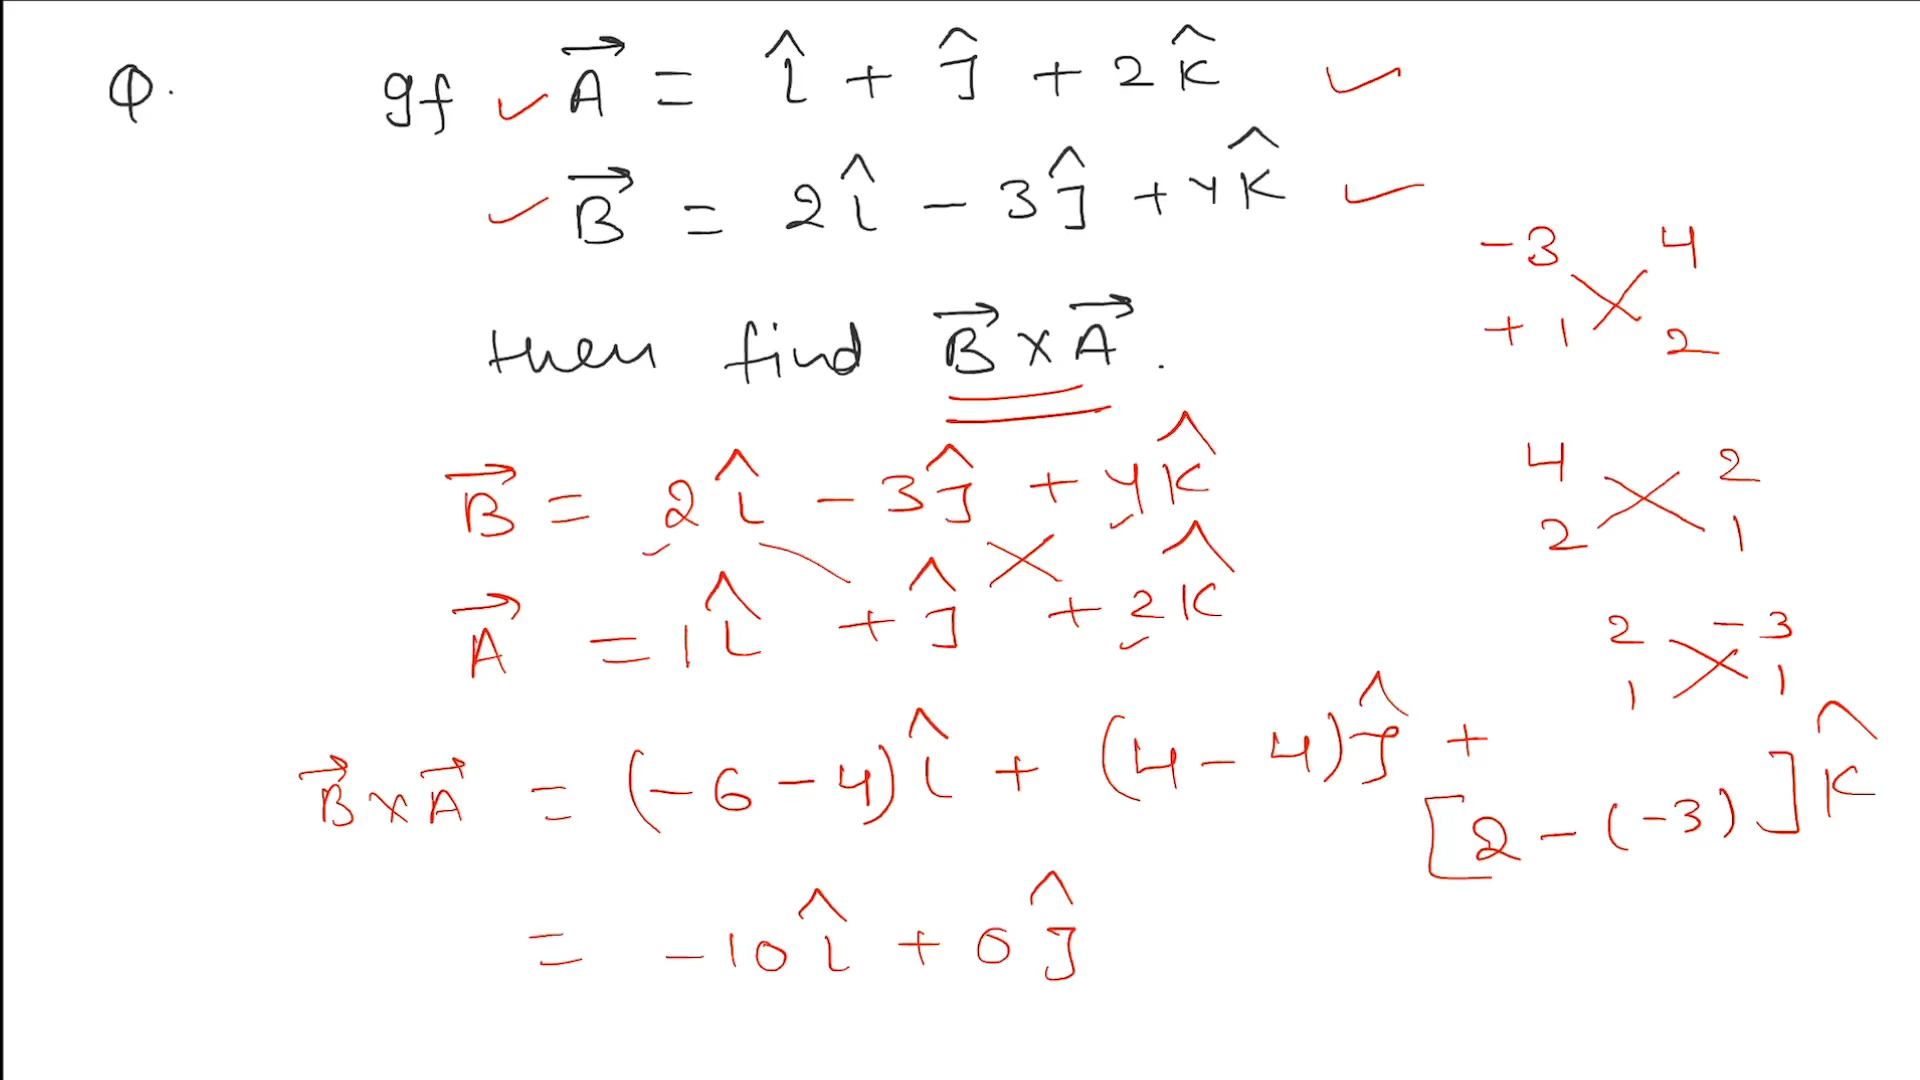 Q. gf ✓ A⃗ = î + ĵ + 2k̂ ✓
✓ B⃗ = 2î - 3ĵ + 4k̂ ✓
then find B⃗ × A⃗.
-3 4
+1 2
B⃗ = 2î - 3ĵ + 4k̂
A⃗ = 1î + ĵ + 2k̂
4 2
2 1
2 -3
1 1
B⃗ × A⃗ = (-6 - 4)î + (4 - 4)ĵ +
[2 - (-3)]k̂
= -10î + 0ĵ